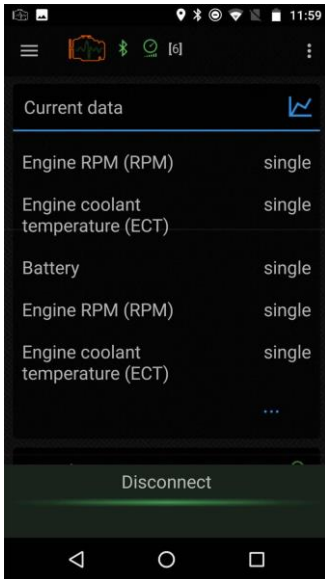 11:59
[6]
Current data
Engine RPM (RPM) single
Engine coolant single
temperature (ECT)
Battery single
Engine RPM (RPM) single
Engine coolant single
temperature (ECT)
...
Disconnect